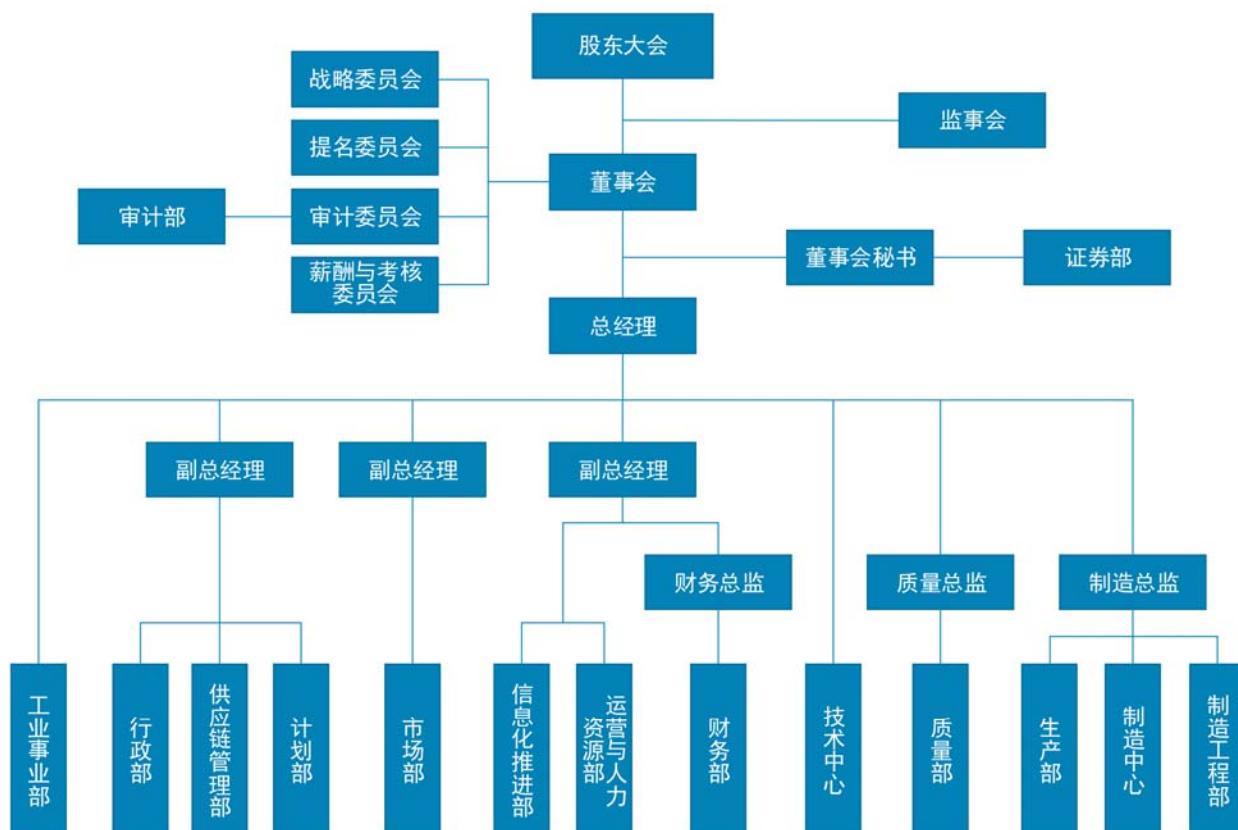 股东大会
战略委员会
监事会
提名委员会
董事会
审计部
审计委员会
董事会秘书
证券部
薪酬与考核
委员会
总经理
副总经理
副总经理
副总经理
财务总监
质量总监
制造总监
工业事业部
行政部
供应链管理部
计划部
市场部
信息化推进部
运营与人力
资源部
财务部
技术中心
质量部
生产部
制造中心
制造工程部